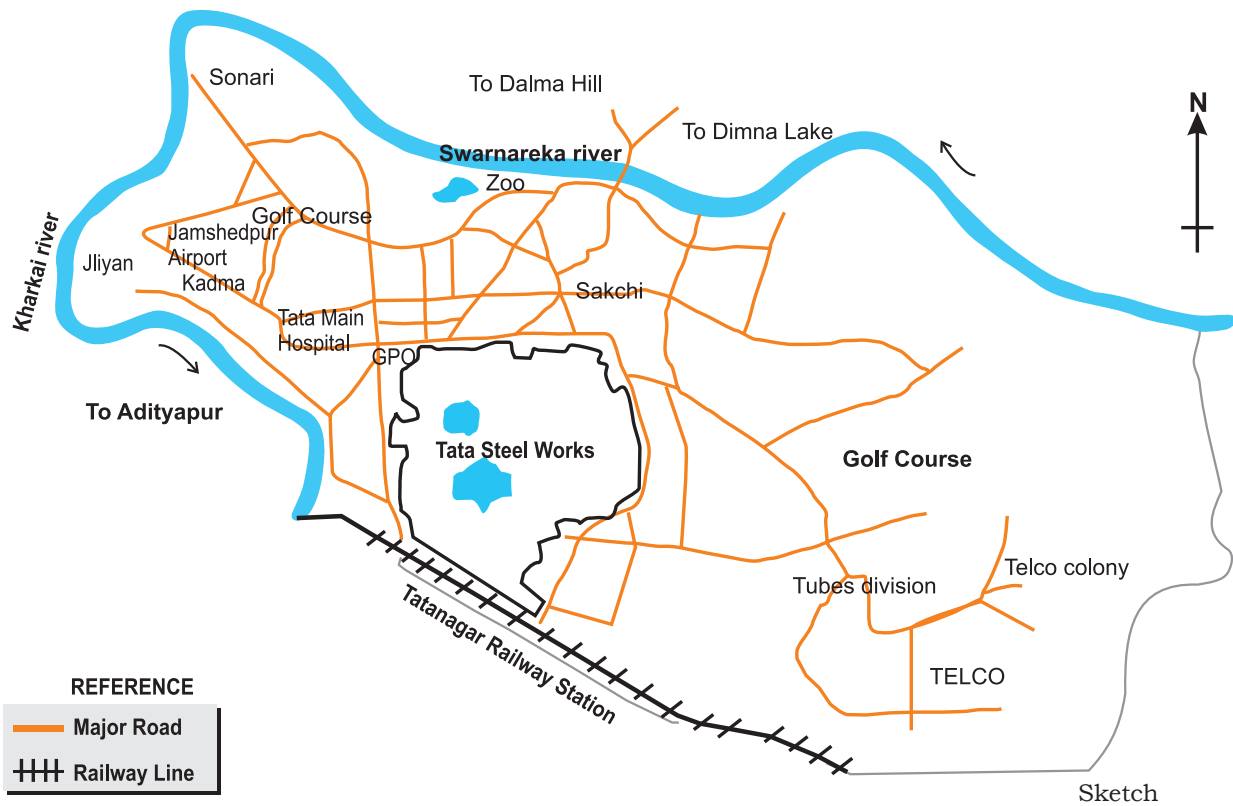 Sonari
To Dalma Hill
N
To Dimna Lake
Swarnareka river
Zoo
Golf Course
Jamshedpur
Airport
Kadma
Jliyan
Kharkai river
Sakchi
Tata Main
Hospital
GPO
To Adityapur
Tata Steel Works
Golf Course
Telco colony
Tubes division
Tatanagar Railway Station
TELCO
REFERENCE
Major Road
Railway Line
Sketch